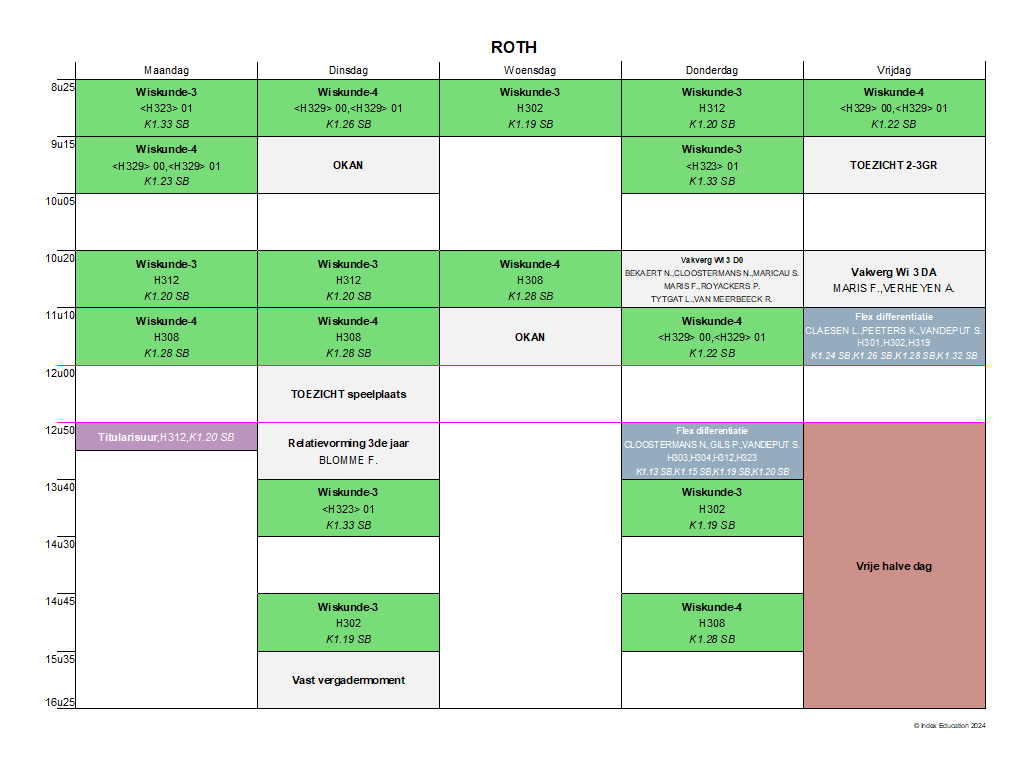 ROTH
Maandag
Dinsdag
Woensdag
Donderdag
Vrijdag
8u25
Wiskunde-3
<H323> 01
K1.33 SB
Wiskunde-4
<H329> 00,<H329> 01
K1.26 SB
Wiskunde-3
H302
K1.19 SB
Wiskunde-3
H312
K1.20 SB
Wiskunde-4
<H329> 00,<H329> 01
K1.22 SB
9u15
Wiskunde-4
<H329> 00,<H329> 01
K1.23 SB
OKAN
Wiskunde-3
<H323> 01
K1.33 SB
TOEZICHT 2-3GR
10u05
10u20
Wiskunde-3
H312
K1.20 SB
Wiskunde-3
H312
K1.20 SB
Wiskunde-4
H308
K1.28 SB
Vakverg Wi 3 D0
BEKAERT N.,CLOOSTERMANS N.,MARICAU S.
MARIS F.,ROYACKERS P.
TYTGAT L.,VAN MEERBEECK R.
Vakverg Wi 3 DA
MARIS F.,VERHEYEN A.
11u10
Wiskunde-4
H308
K1.28 SB
Wiskunde-4
H308
K1.28 SB
OKAN
Wiskunde-4
<H329> 00,<H329> 01
K1.22 SB
Flex differentiatie
CLAESEN L.,PEETERS K.,VANDEPUT S.
H301,H302,H319
K1.24 SB,K1.26 SB,K1.28 SB,K1.32 SB
12u00
TOEZICHT speelplaats
12u50
Titularisuur,H312,K1.20 SB
Relatievorming 3de jaar
BLOMME F.
Flex differentiatie
CLOOSTERMANS N.,GILS P.,VANDEPUT S.
H303,H304,H312,H323
K1.13 SB,K1.15 SB,K1.19 SB,K1.20 SB
Vrije halve dag
13u40
Wiskunde-3
<H323> 01
K1.33 SB
Wiskunde-3
H302
K1.19 SB
14u30
14u45
Wiskunde-3
H302
K1.19 SB
Wiskunde-4
H308
K1.28 SB
15u35
Vast vergadermoment
16u25
© Index Education 2024